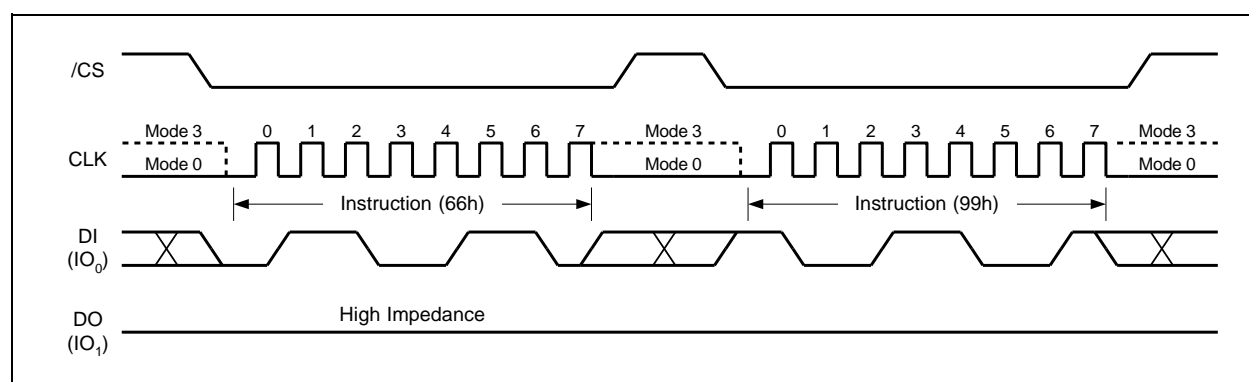 /CS
Mode 3 0 1 2 3 4 5 6 7 Mode 3 0 1 2 3 4 5 6 7 Mode 3
CLK Mode 0 Mode 0 Mode 0
Instruction (66h) Instruction (99h)
DI
(IO0)
High Impedance
DO
(IO1)